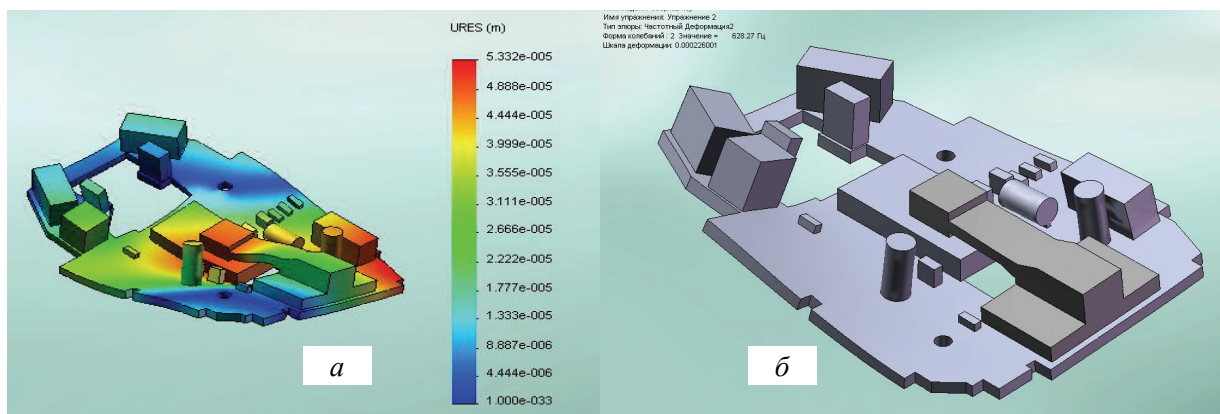 URES (m)
5.332e-005
4.888e-005
4.444e-005
3.999e-005
3.555e-005
3.111e-005
2.666e-005
2.222e-005
1.777e-005
1.333e-005
8.887e-006
4.444e-006
1.000e-033
а
Имя упражнения: Упражнение 2
Тип эпюры: Частотный Деформация2
Форма колебаний : 2 Значение = 628.27 Гц
Шкала деформации: 0.000226001
б